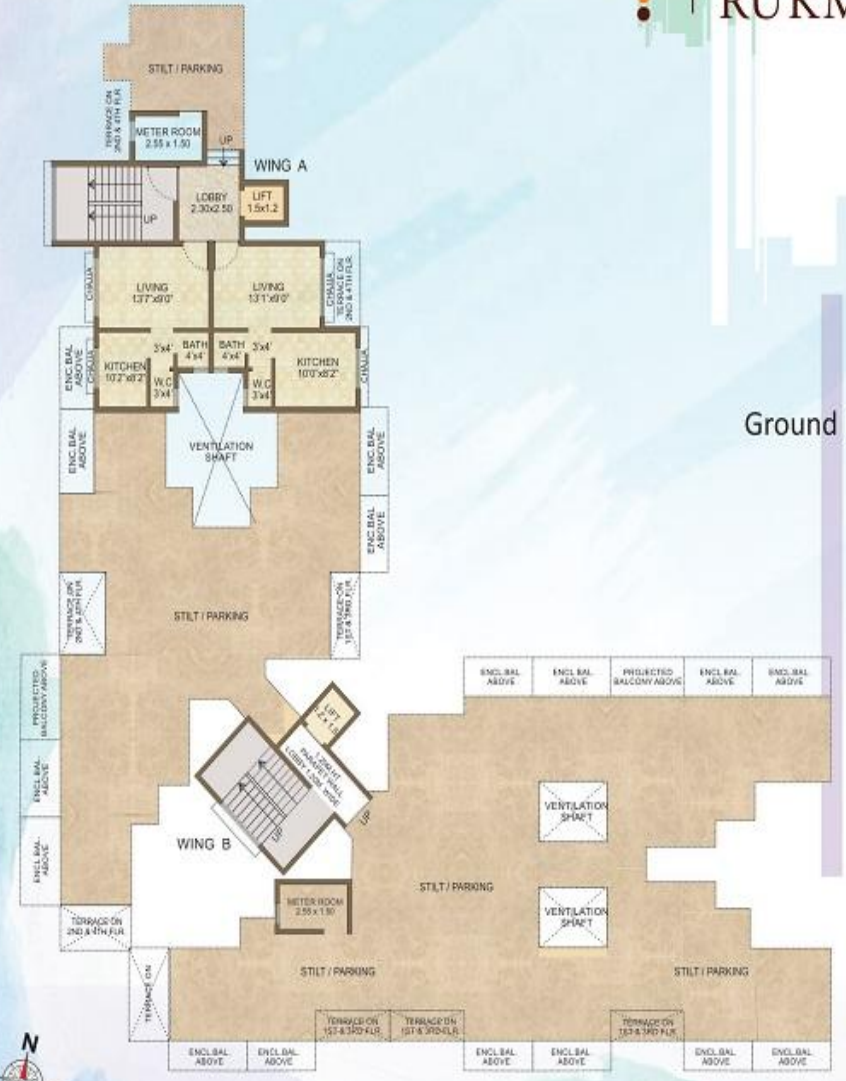 RUKM
STILT / PARKING
TERRACE ON
2ND & 4TH FLR.
METER ROOM
2.55 x 1.50
UP
WING A
LOBBY
2.30x2.50
LIFT
1.5x1.2
UP
CHAJJA
LIVING
13'7"x9'0"
LIVING
13'1"x9'0"
CHAJJA
TERRACE ON
2ND & 4TH FLR.
ENC.BAL
ABOVE
CHAJJA
KITCHEN
10'2"x8'2"
3'x4'
BATH
4'x4'
BATH
4'x4'
3'x4'
KITCHEN
10'0"x8'2"
CHAJJA
W.C
3'x4'
W.C
3'x4'
Ground
ENC.BAL
ABOVE
VENTILATION
SHAFT
ENC.BAL
ABOVE
ENC.BAL
ABOVE
TERRACE ON
2ND & 4TH FLR.
STILT / PARKING
TERRACE ON
1ST & 3RD FLR.
PROJECTED
BALCONY ABOVE
ENCL.BAL
ABOVE
ENCL.BAL
ABOVE
PROJECTED
BALCONY ABOVE
ENCL.BAL
ABOVE
ENCL.BAL
ABOVE
LIFT
PARAPET WALL
LOBBY 1.20M. WIDE
ENCL.BAL
ABOVE
UP
UP
VENTILATION
SHAFT
WING B
ENCL.BAL
ABOVE
STILT / PARKING
METER ROOM
2.55 x 1.50
VENTILATION
SHAFT
TERRACE ON
2ND & 4TH FLR.
TERRACE ON
STILT / PARKING
STILT / PARKING
TERRACE ON
1ST & 3RD FLR.
TERRACE ON
1ST & 3RD FLR.
TERRACE ON
1ST & 3RD FLR.
ENCL.BAL
ABOVE
ENCL.BAL
ABOVE
ENCL.BAL
ABOVE
ENCL.BAL
ABOVE
ENCL.BAL
ABOVE
ENCL.BAL
ABOVE
N